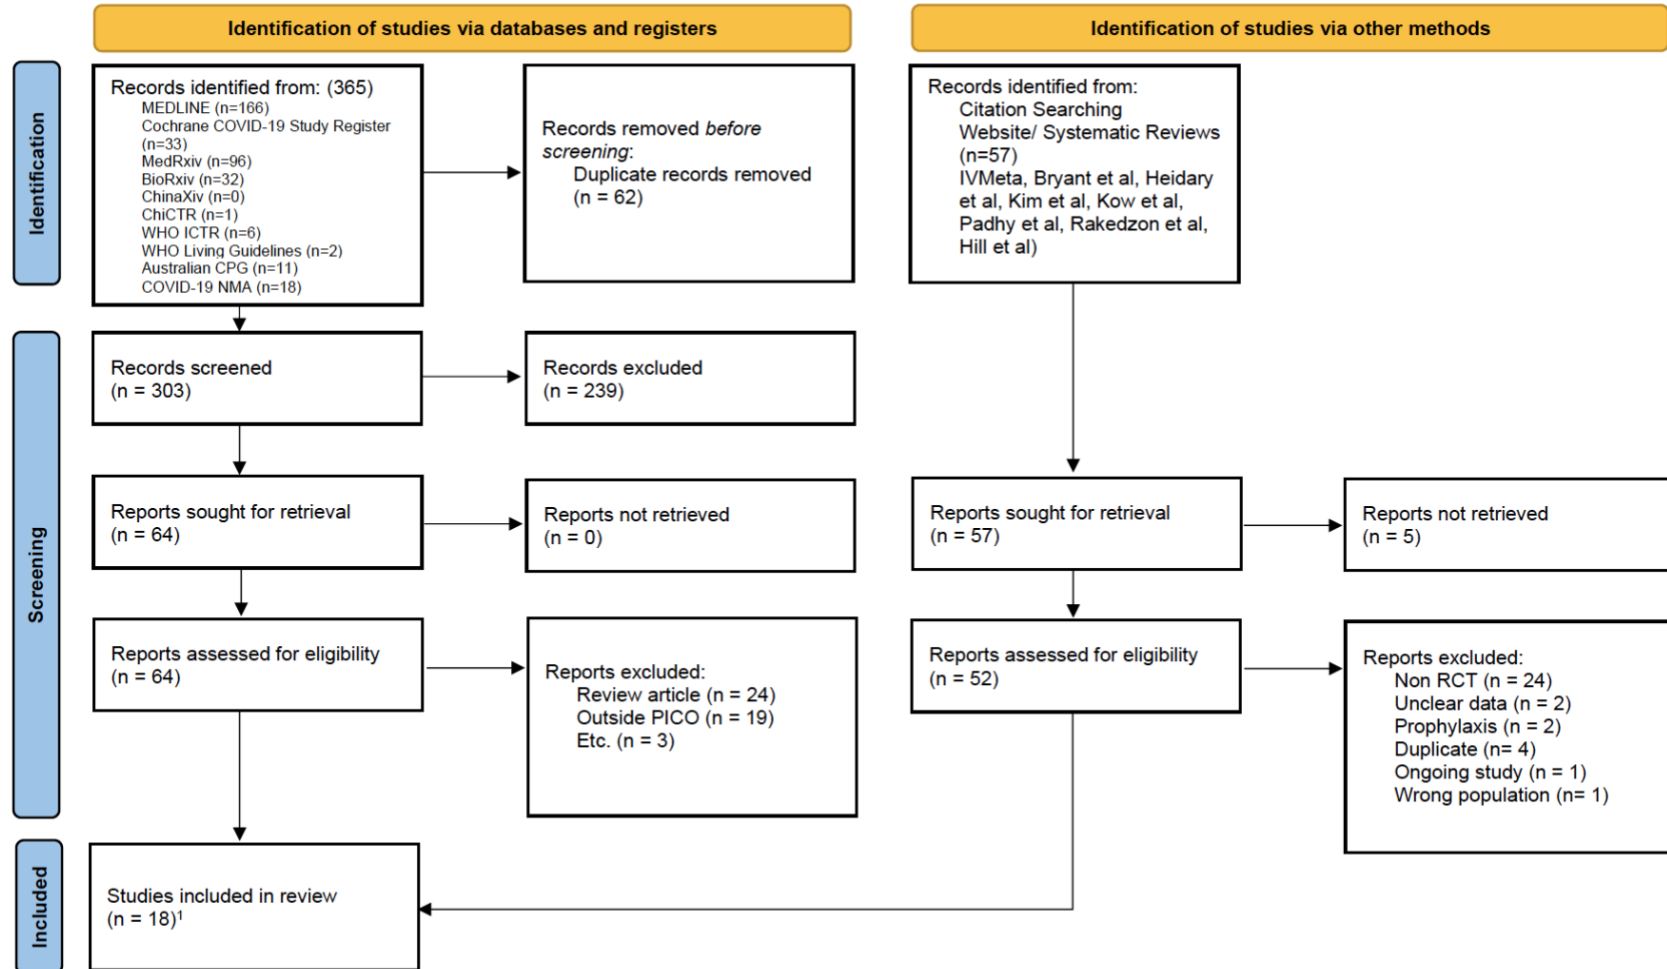 Identification of studies via databases and registers
Identification of studies via other methods
Identification
Records identified from: (365)
MEDLINE (n=166)
Cochrane COVID-19 Study Register
(n=33)
MedRxiv (n=96)
BioRxiv (n=32)
ChinaXiv (n=0)
ChiCTR (n=1)
WHO ICTR (n=6)
WHO Living Guidelines (n=2)
Australian CPG (n=11)
COVID-19 NMA (n=18)
Records removed before
screening:
Duplicate records removed
(n = 62)
Records identified from:
Citation Searching
Website/ Systematic Reviews
(n=57)
IVMeta, Bryant et al, Heidary
et al, Kim et al, Kow et al,
Padhy et al, Rakedzon et al,
Hill et al)
Screening
Records screened
(n = 303)
Records excluded
(n = 239)
Reports sought for retrieval
(n = 64)
Reports not retrieved
(n = 0)
Reports sought for retrieval
(n = 57)
Reports not retrieved
(n = 5)
Reports assessed for eligibility
(n = 64)
Reports excluded:
Review article (n = 24)
Outside PICO (n = 19)
Etc. (n = 3)
Reports assessed for eligibility
(n = 52)
Reports excluded:
Non RCT (n = 24)
Unclear data (n = 2)
Prophylaxis (n = 2)
Duplicate (n= 4)
Ongoing study (n = 1)
Wrong population (n= 1)
Included
Studies included in review
(n = 18)¹